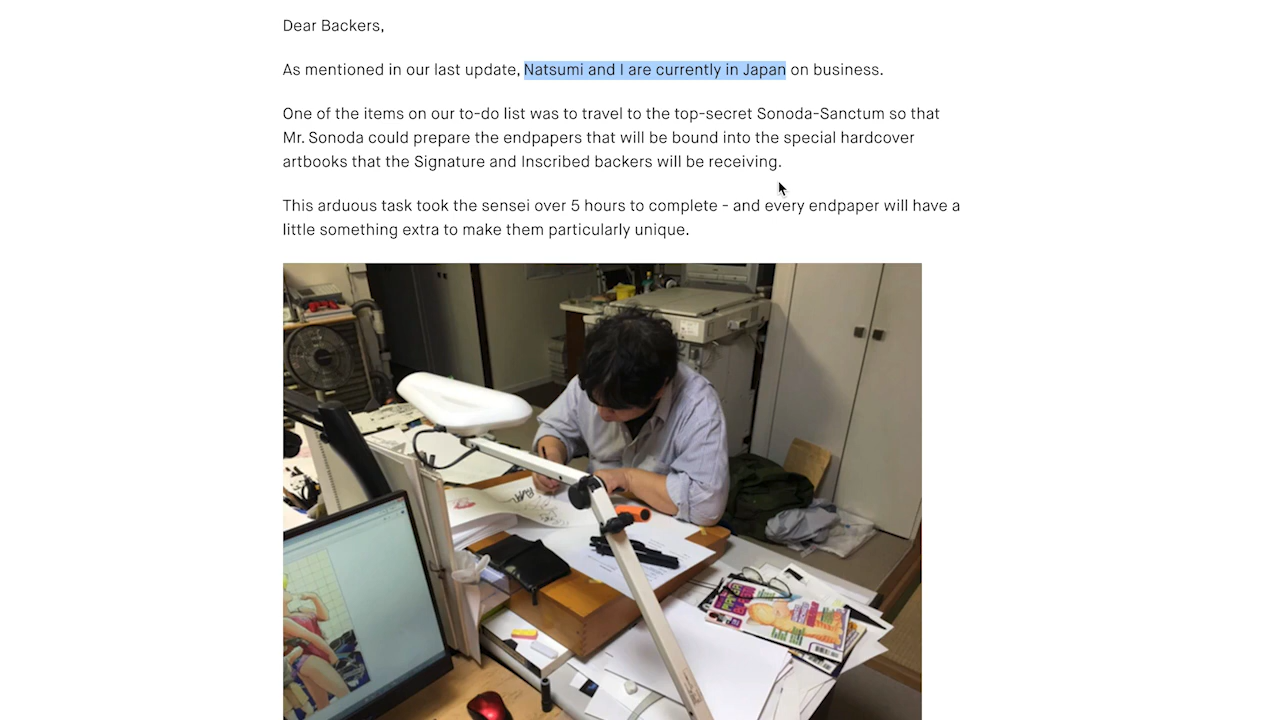 Dear Backers,
As mentioned in our last update, Natsumi and I are currently in Japan on business.
One of the items on our to-do list was to travel to the top-secret Sonoda-Sanctum so that
Mr. Sonoda could prepare the endpapers that will be bound into the special hardcover
artbooks that the Signature and Inscribed backers will be receiving.
This arduous task took the sensei over 5 hours to complete - and every endpaper will have a
little something extra to make them particularly unique.